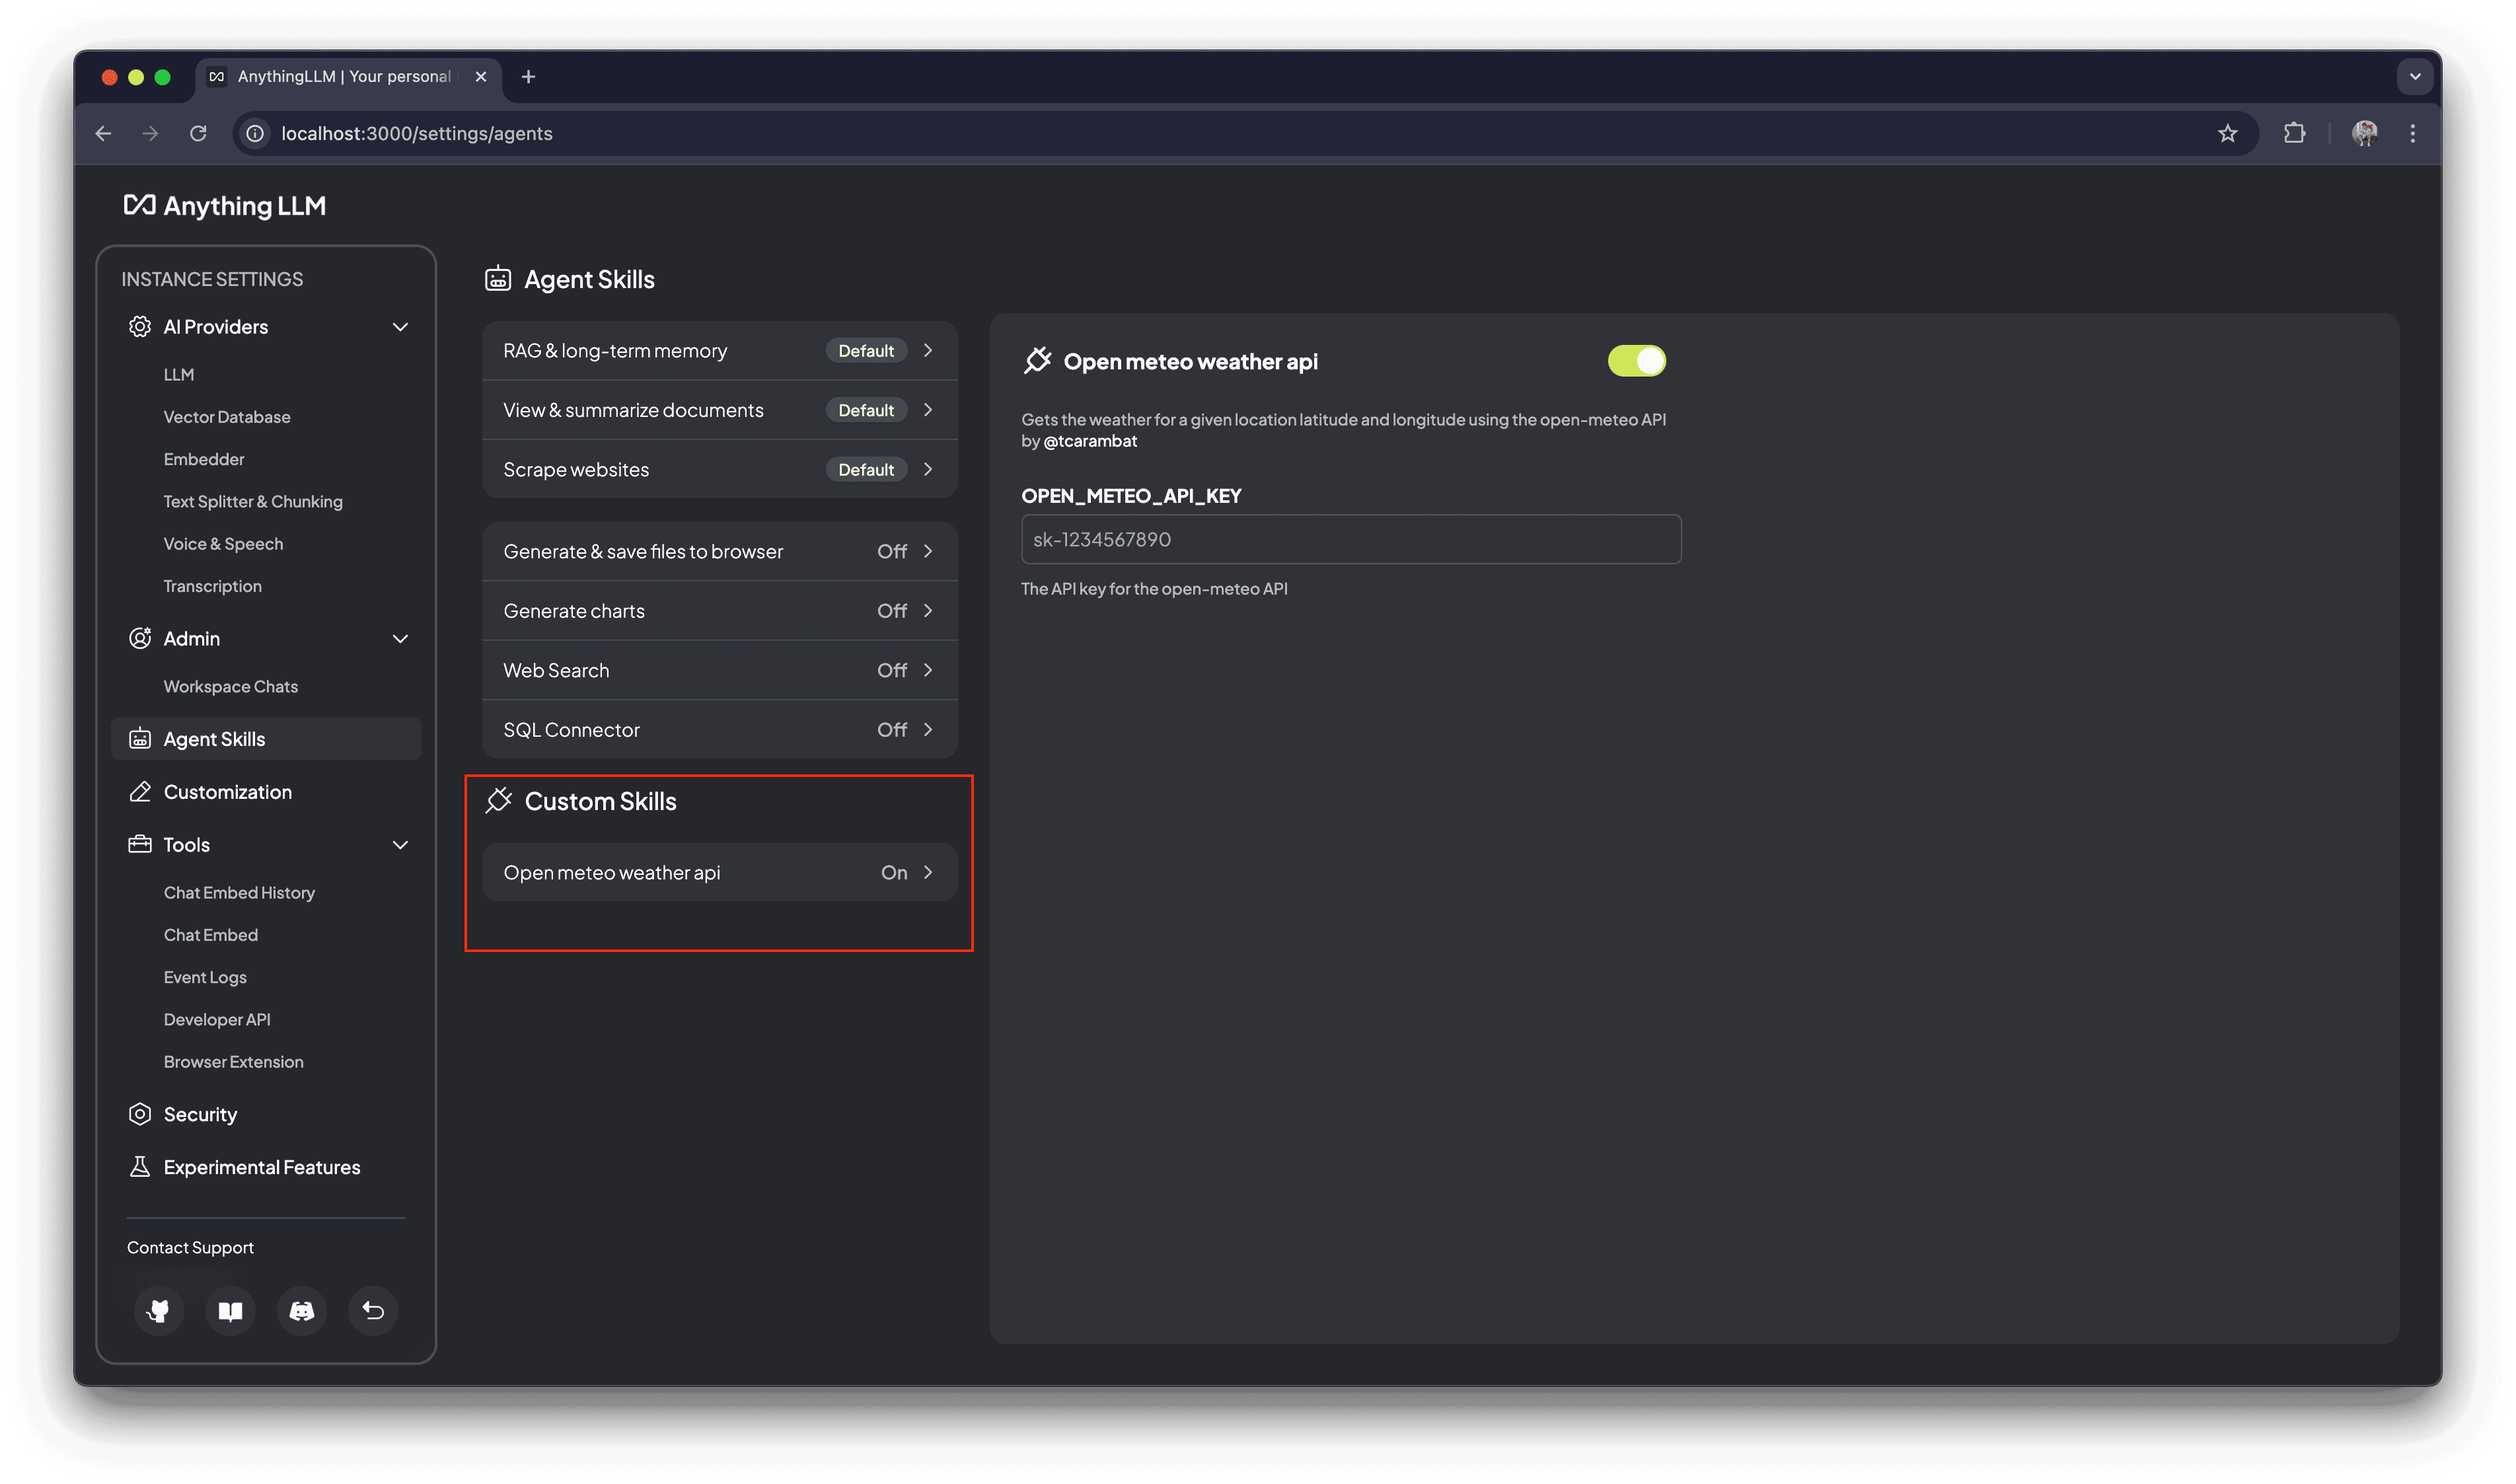 AnythingLLM | Your personal
localhost:3000/settings/agents
Anything LLM
INSTANCE SETTINGS
AI Providers
LLM
Vector Database
Embedder
Text Splitter & Chunking
Voice & Speech
Transcription
Admin
Workspace Chats
Agent Skills
Customization
Tools
Chat Embed History
Chat Embed
Event Logs
Developer API
Browser Extension
Security
Experimental Features
Contact Support
Agent Skills
RAG & long-term memory Default
View & summarize documents Default
Scrape websites Default
Generate & save files to browser Off
Generate charts Off
Web Search Off
SQL Connector Off
Custom Skills
Open meteo weather api On
Open meteo weather api
Gets the weather for a given location latitude and longitude using the open-meteo API
by @tcarambat
OPEN_METEO_API_KEY
sk-1234567890
The API key for the open-meteo API